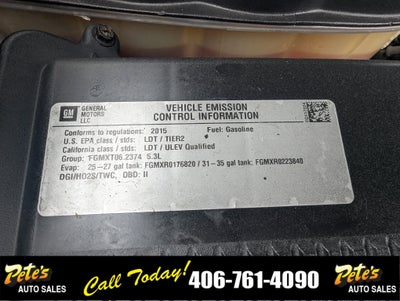 GM
GENERAL
MOTORS
LLC
VEHICLE EMISSION
CONTROL INFORMATION
Conforms to regulations: 2015 Fuel: Gasoline
U.S. EPA class / stds: LDT / TIER2
California class / stds: LDT / ULEV Qualified
Group: FGMXT06.2374 5.3L
Evap: 25-27 gal tank: FGMXR0176820 / 31-35 gal tank: FGMXR0223840
DGI/HO2S/TWC, OBD: II
Pete's
AUTO SALES
Call Today! 406-761-4090
Pete's
AUTO SALES